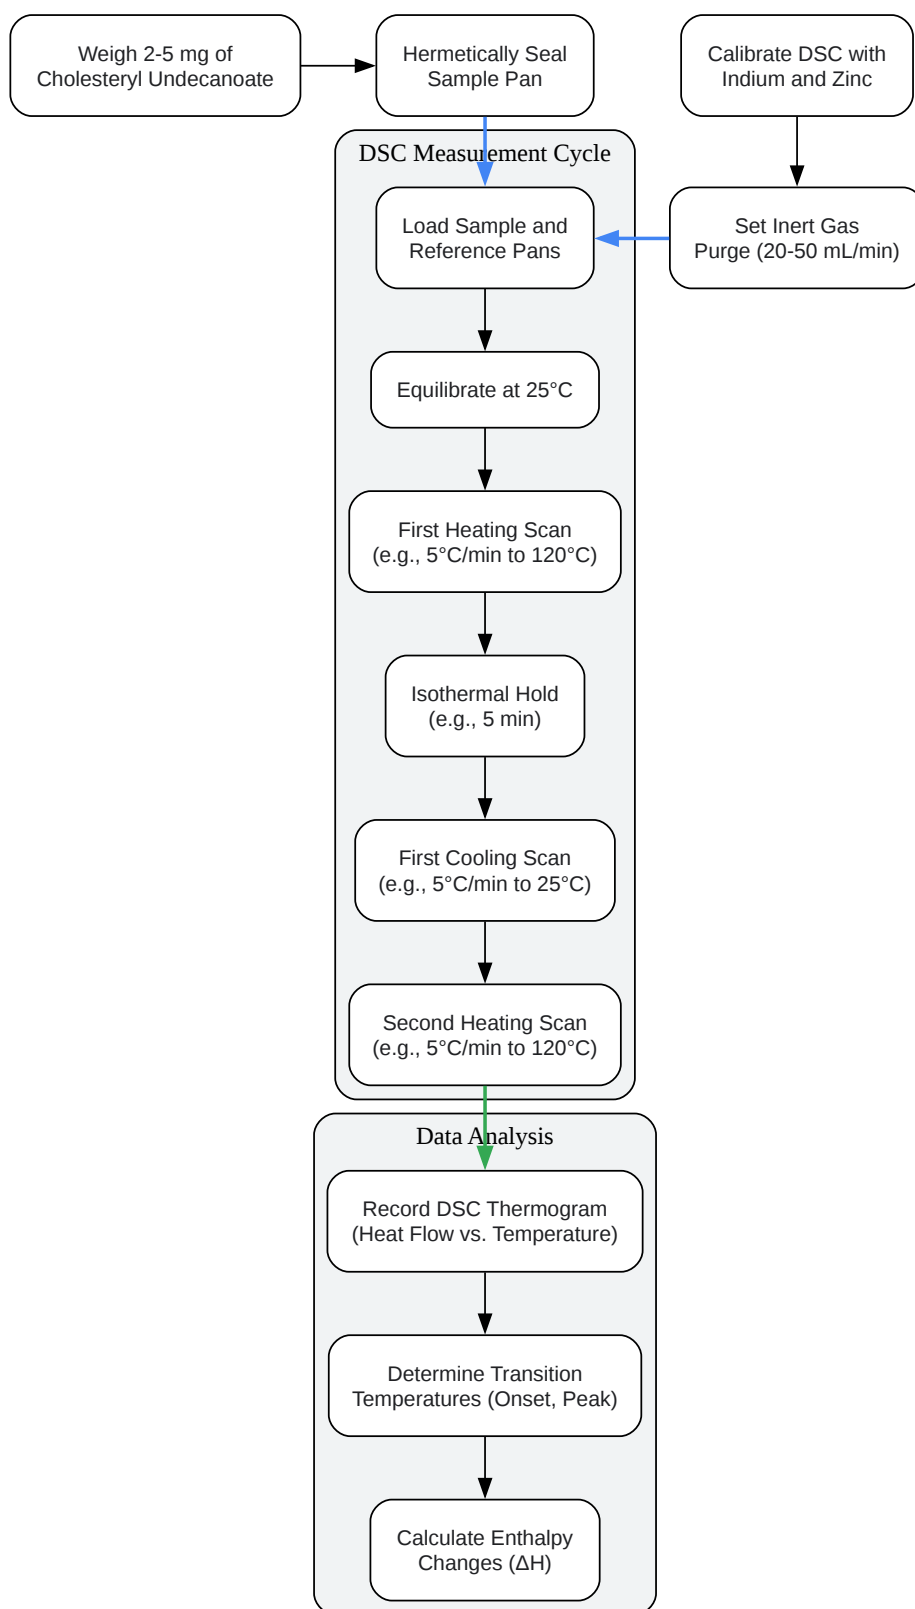 Weigh 2-5 mg of
Cholesteryl Undecanoate
Hermetically Seal
Sample Pan
Calibrate DSC with
Indium and Zinc
DSC Measurement Cycle
Load Sample and
Reference Pans
Set Inert Gas
Purge (20-50 mL/min)
Equilibrate at 25°C
First Heating Scan
(e.g., 5°C/min to 120°C)
Isothermal Hold
(e.g., 5 min)
First Cooling Scan
(e.g., 5°C/min to 25°C)
Second Heating Scan
(e.g., 5°C/min to 120°C)
Data Analysis
Record DSC Thermogram
(Heat Flow vs. Temperature)
Determine Transition
Temperatures (Onset, Peak)
Calculate Enthalpy
Changes (ΔH)